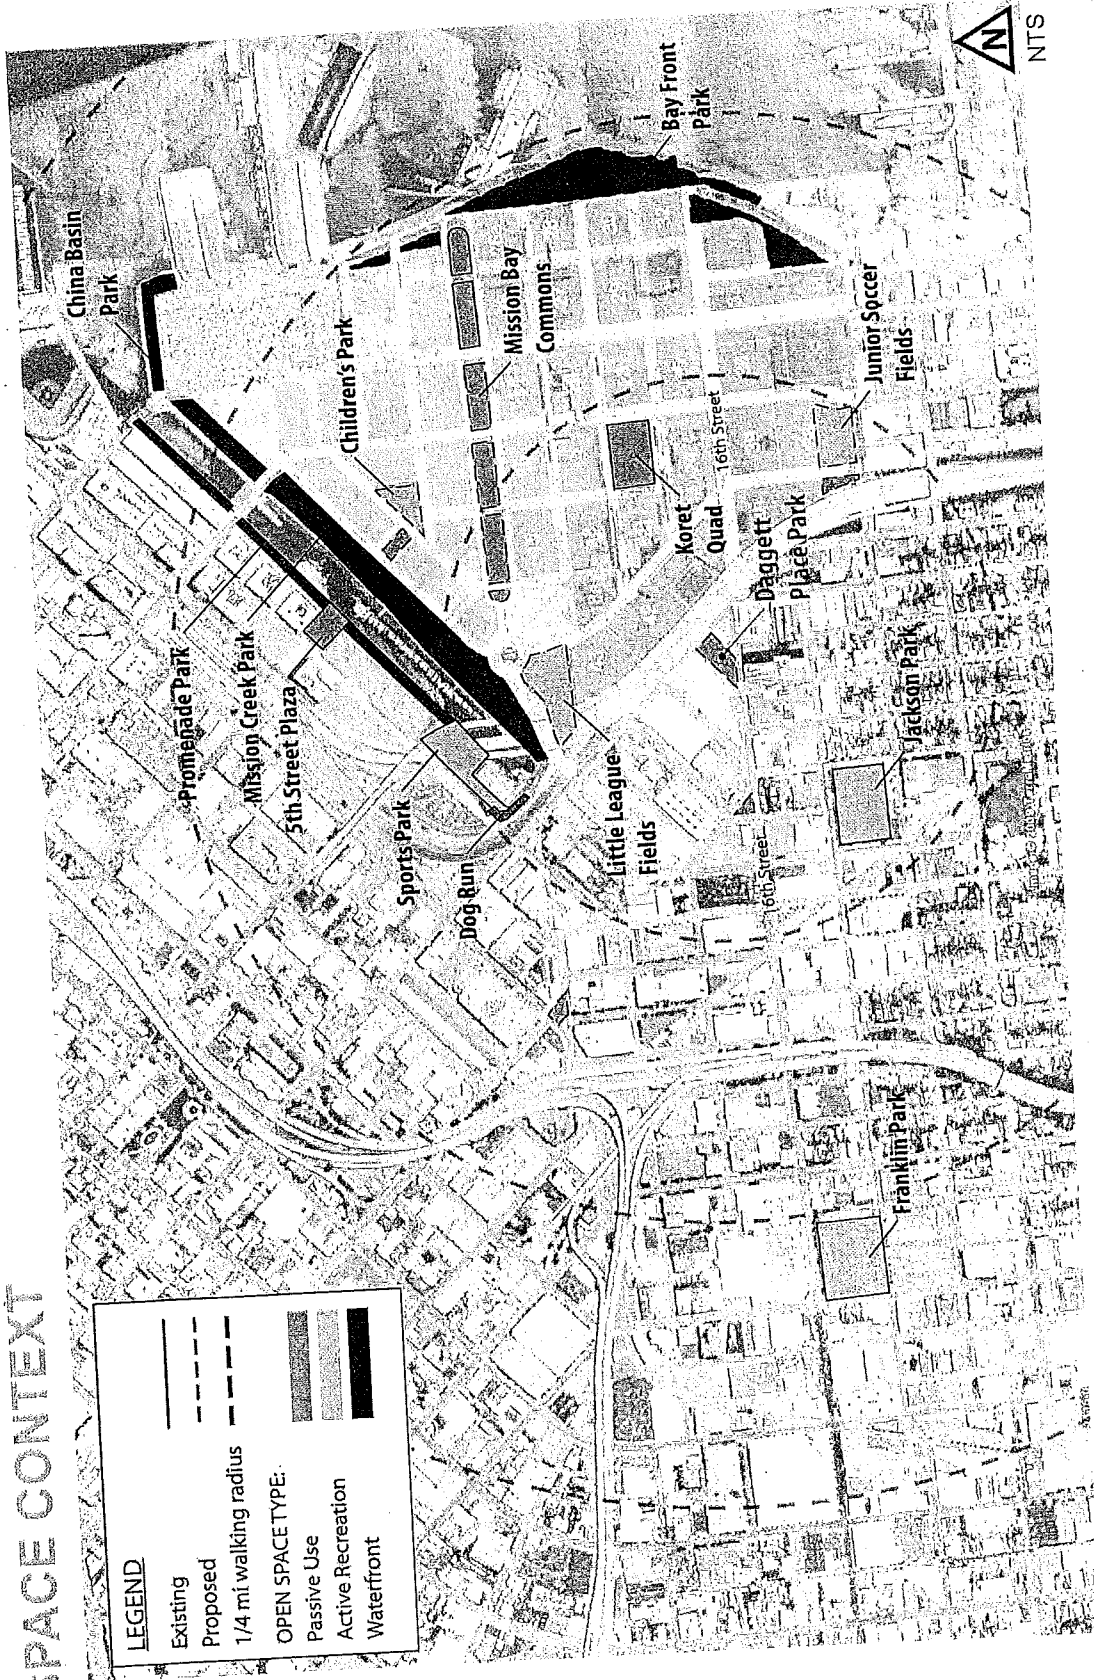 SPACE CONTEXT
LEGEND
Existing
Proposed
1/4 mi walking radius
OPEN SPACE TYPE:
Passive Use
Active Recreation
Waterfront
China Basin
Park
Promenade Park
Mission Creek Park
5th Street Plaza
Children's Park
Sports Park
Dog Run
Mission Bay
Commons
Bay Front
Park
Little League
Fields
Koret
Quad
16th Street
16th Street
Daggett
Place Park
Junior Soccer
Fields
Jackson Park
Franklin Park
N
NTS